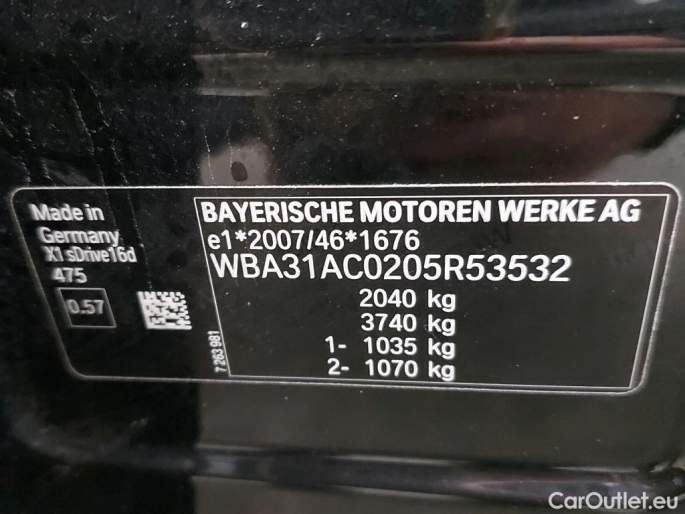 Made in
Germany
X1 sDrive16d
475
0.57
7 263 981
BAYERISCHE MOTOREN WERKE AG
e1*2007/46*1676
WBA31AC0205R53532
2040 kg
3740 kg
1- 1035 kg
2- 1070 kg
CarOutlet.eu